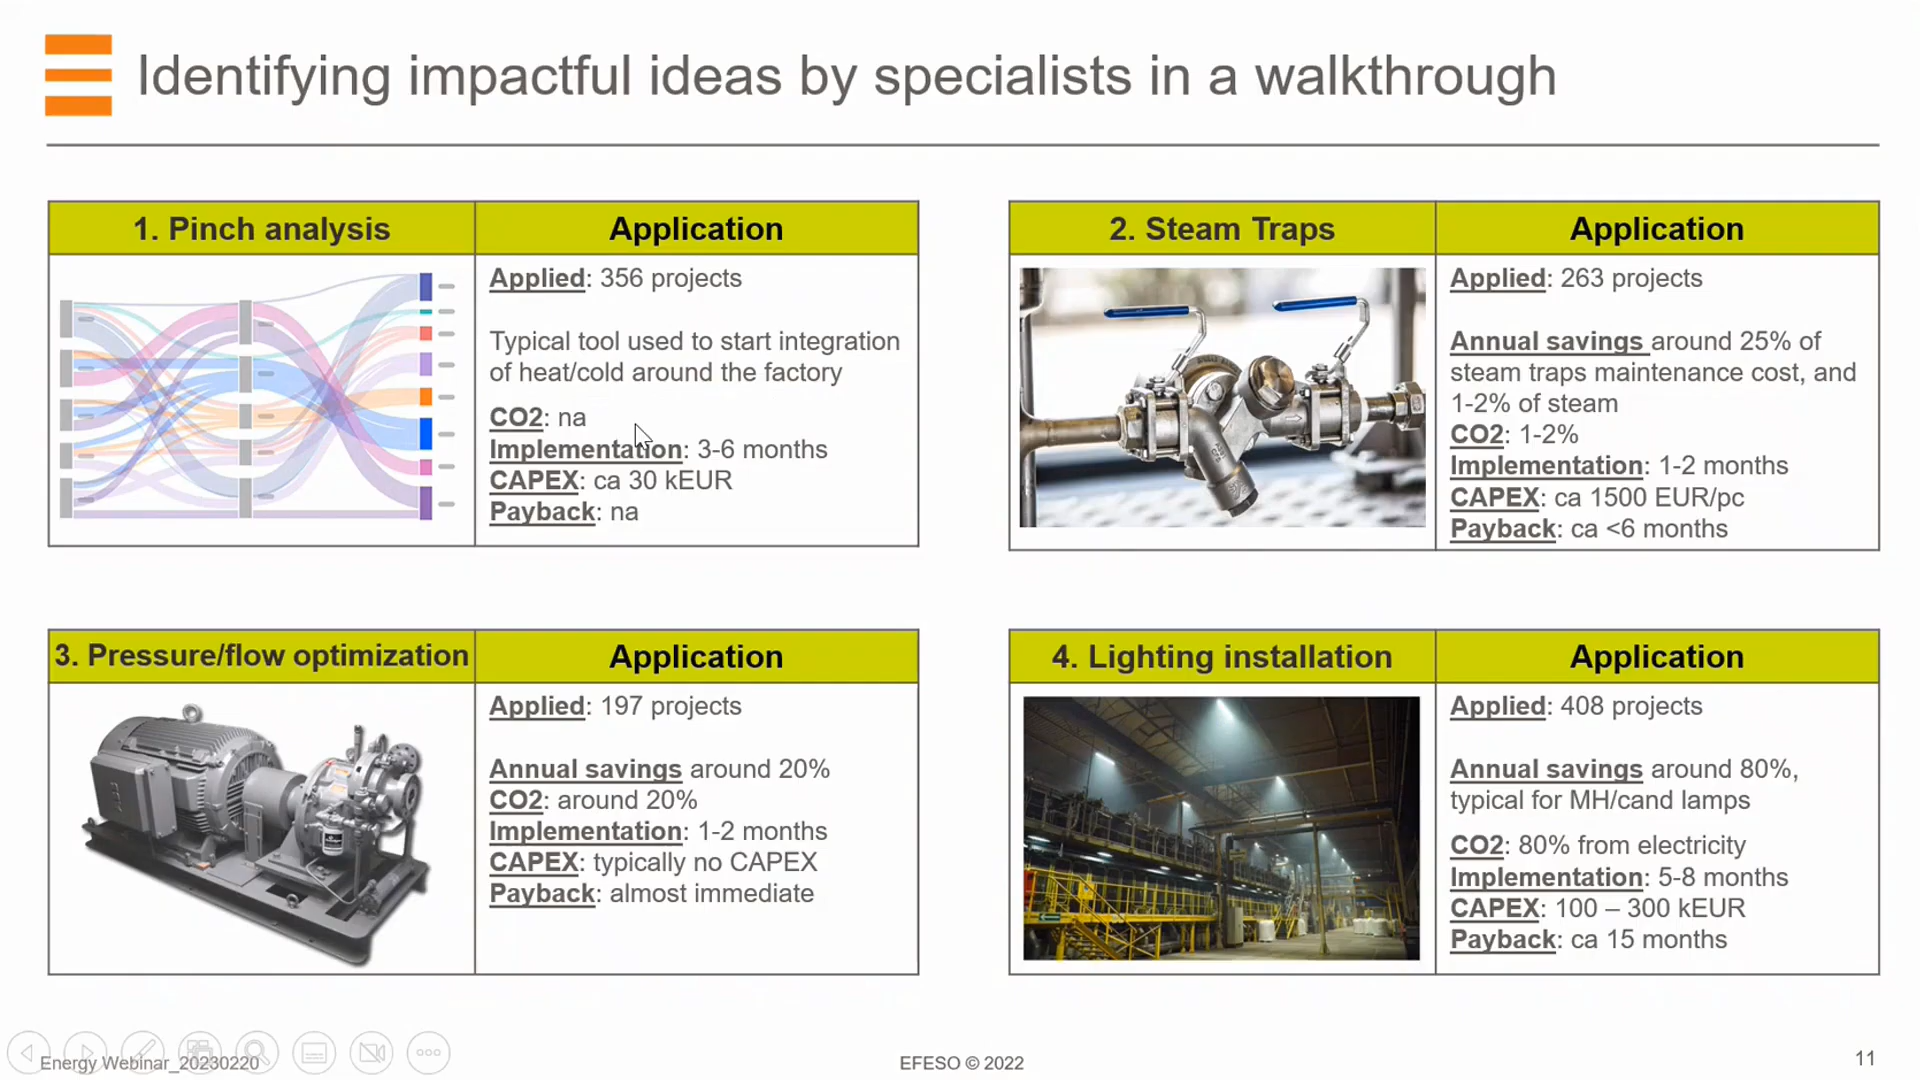 Identifying impactful ideas by specialists in a walkthrough
1. Pinch analysis
Application
Applied: 356 projects
Typical tool used to start integration
of heat/cold around the factory
CO2: na
Implementation: 3-6 months
CAPEX: ca 30 kEUR
Payback: na
2. Steam Traps
Application
Applied: 263 projects
Annual savings around 25% of
steam traps maintenance cost, and
1-2% of steam
CO2: 1-2%
Implementation: 1-2 months
CAPEX: ca 1500 EUR/pc
Payback: ca <6 months
3. Pressure/flow optimization
Application
Applied: 197 projects
Annual savings around 20%
CO2: around 20%
Implementation: 1-2 months
CAPEX: typically no CAPEX
Payback: almost immediate
4. Lighting installation
Application
Applied: 408 projects
Annual savings around 80%,
typical for MH/cand lamps
CO2: 80% from electricity
Implementation: 5-8 months
CAPEX: 100 – 300 kEUR
Payback: ca 15 months
Energy Webinar_20230220
EFESO © 2022
11